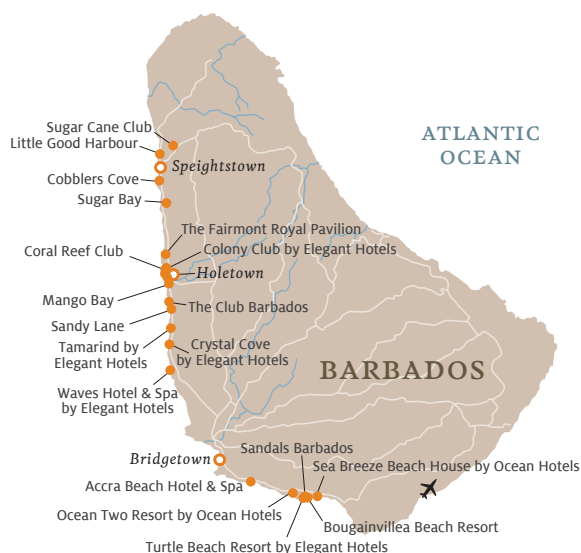 Sugar Cane Club
Little Good Harbour
Speightstown
Cobblers Cove
Sugar Bay
ATLANTIC
OCEAN
The Fairmont Royal Pavilion
Colony Club by Elegant Hotels
Coral Reef Club
Holetown
Mango Bay
The Club Barbados
Sandy Lane
Tamarind by
Elegant Hotels
Crystal Cove
by Elegant Hotels
Waves Hotel & Spa
by Elegant Hotels
BARBADOS
Bridgetown
Sandals Barbados
Sea Breeze Beach House by Ocean Hotels
Accra Beach Hotel & Spa
Ocean Two Resort by Ocean Hotels
Bougainvillea Beach Resort
Turtle Beach Resort by Elegant Hotels